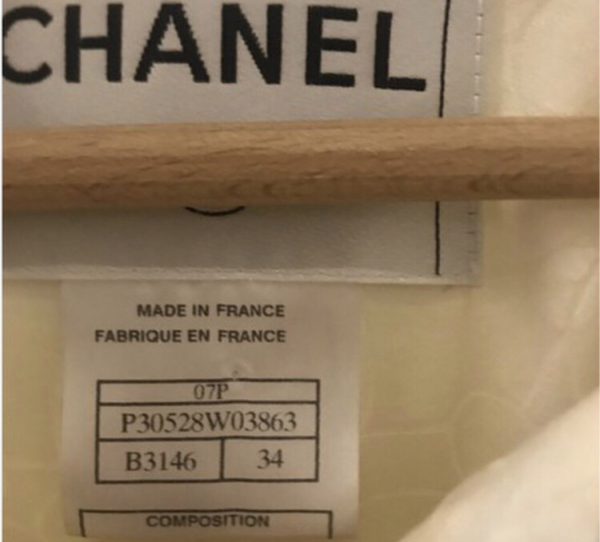 CHANEL
MADE IN FRANCE
FABRIQUE EN FRANCE
07P
P30528W03863
B3146 34
COMPOSITION